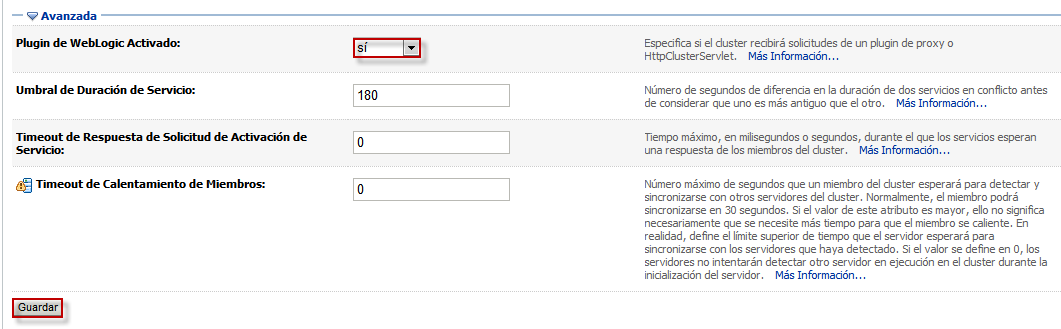 Avanzada
Plugin de WebLogic Activado:
sí
Especifica si el cluster recibirá solicitudes de un plugin de proxy o
HttpClusterServlet. Más Información...
Umbral de Duración de Servicio:
180
Número de segundos de diferencia en la duración de dos servicios en conflicto antes
de considerar que uno es más antiguo que el otro. Más Información...
Timeout de Respuesta de Solicitud de Activación de
Servicio:
0
Tiempo máximo, en milisegundos o segundos, durante el que los servicios esperan
una respuesta de los miembros del cluster. Más Información...
Timeout de Calentamiento de Miembros:
0
Número máximo de segundos que un miembro del cluster esperará para detectar y
sincronizarse con otros servidores del cluster. Normalmente, el miembro podrá
sincronizarse en 30 segundos. Si el valor de este atributo es mayor, ello no significa
necesariamente que se necesite más tiempo para que el miembro se caliente. En
realidad, define el límite superior de tiempo que el servidor esperará para
sincronizarse con los servidores que haya detectado. Si el valor se define en 0, los
servidores no intentarán detectar otro servidor en ejecución en el cluster durante la
inicialización del servidor. Más Información...
Guardar